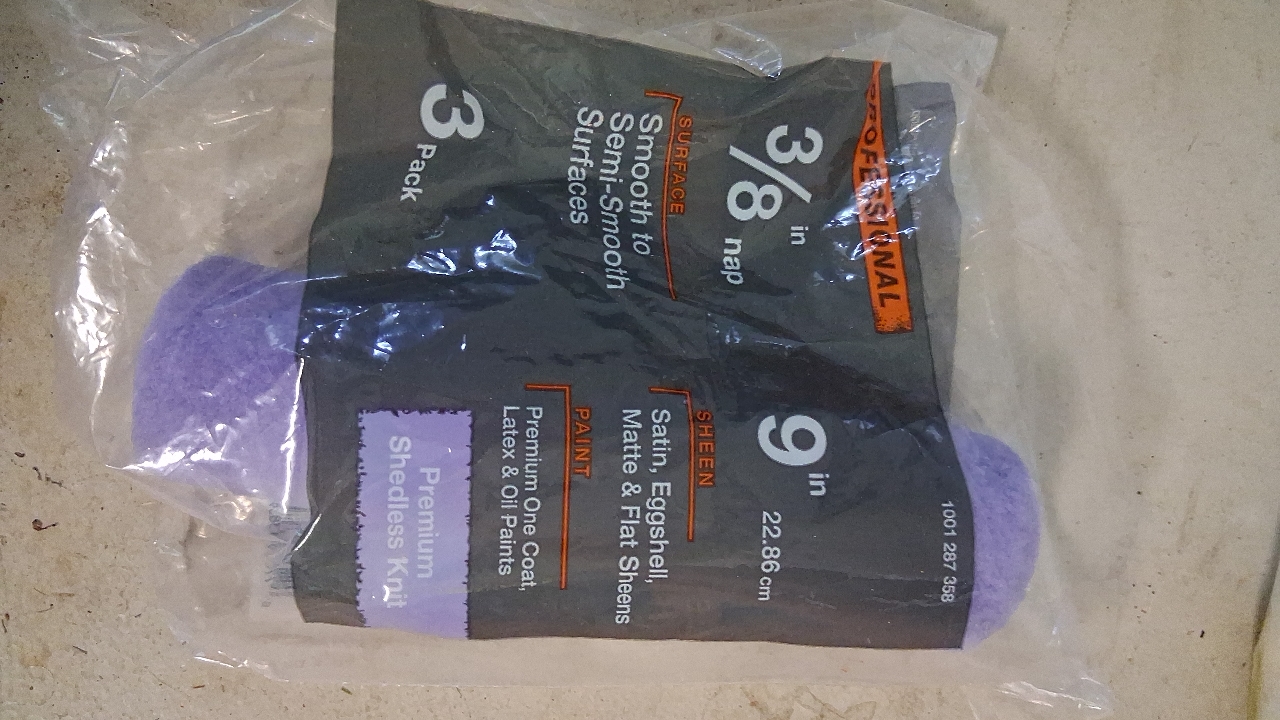 PROFESSIONAL
3/8 in nap
9 in
22.86 cm
1001 287 358
SURFACE
Smooth to
Semi-Smooth
Surfaces
SHEEN
Satin, Eggshell,
Matte & Flat Sheens
PAINT
Premium One Coat,
Latex & Oil Paints
3 Pack
Premium
Shedless Knit